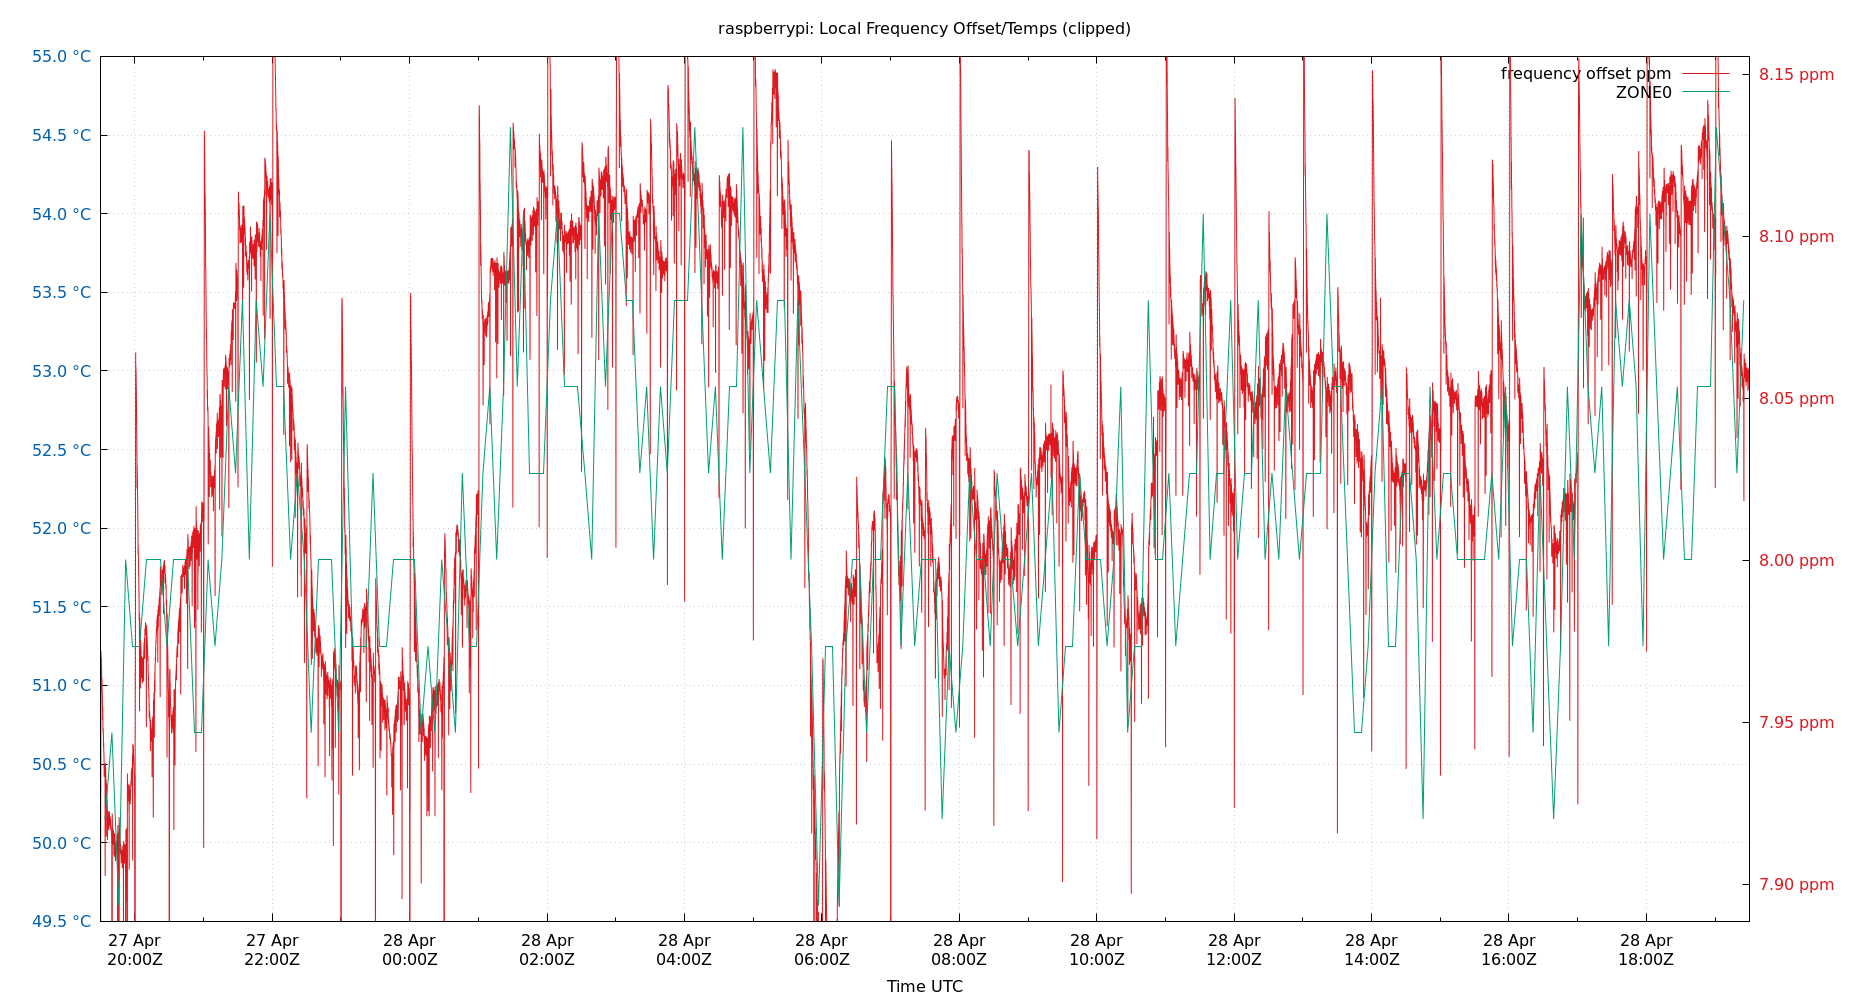 raspberrypi: Local Frequency Offset/Temps (clipped)
55.0 °C
54.5 °C
54.0 °C
53.5 °C
53.0 °C
52.5 °C
52.0 °C
51.5 °C
51.0 °C
50.5 °C
50.0 °C
49.5 °C
frequency offset ppm
ZONE0
8.15 ppm
8.10 ppm
8.05 ppm
8.00 ppm
7.95 ppm
7.90 ppm
27 Apr
20:00Z
27 Apr
22:00Z
28 Apr
00:00Z
28 Apr
02:00Z
28 Apr
04:00Z
28 Apr
06:00Z
28 Apr
08:00Z
28 Apr
10:00Z
28 Apr
12:00Z
28 Apr
14:00Z
28 Apr
16:00Z
28 Apr
18:00Z
Time UTC